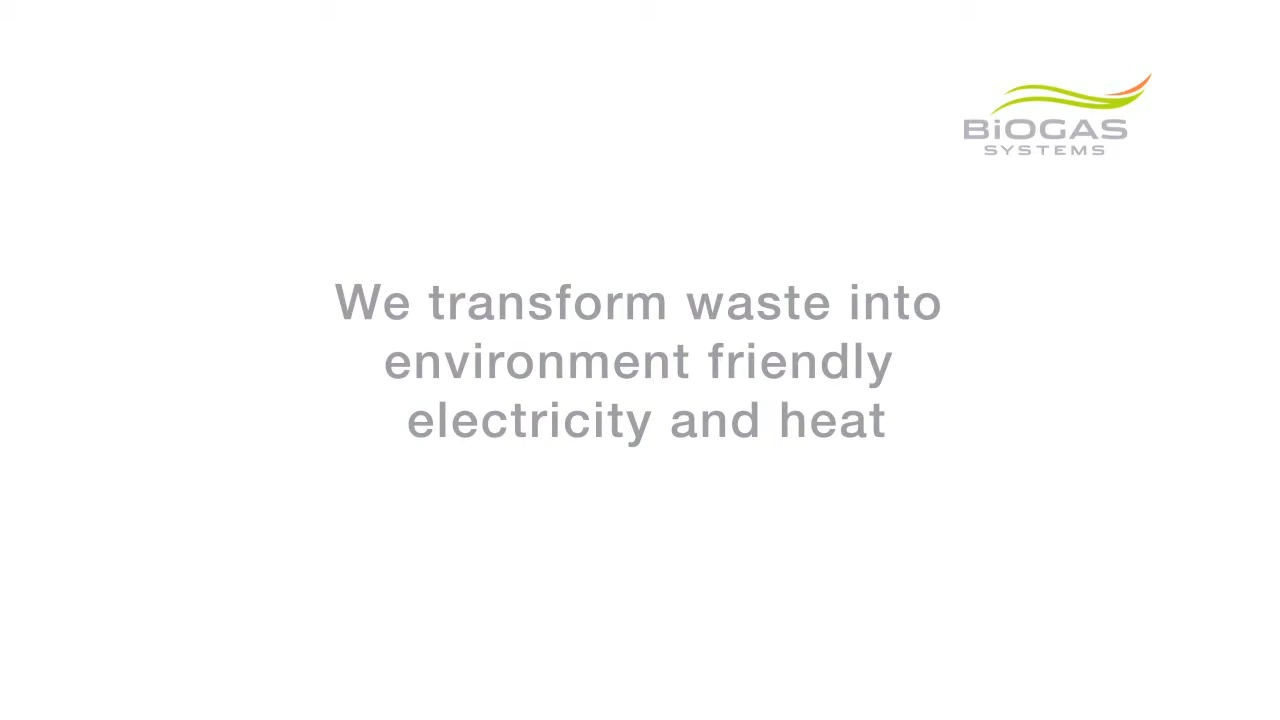 BiOGAS
SYSTEMS
We transform waste into
environment friendly
electricity and heat